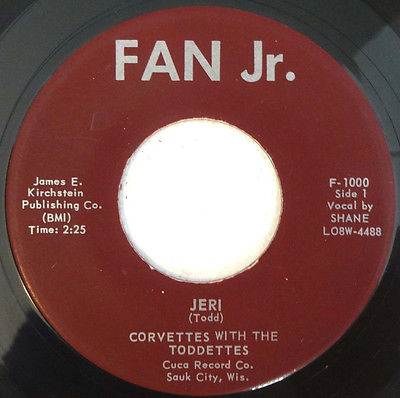 FAN Jr.
James E.
Kirchstein
Publishing Co.
(BMI)
Time: 2:25
F-1000
Side 1
Vocal by
SHANE
LO8W-4488
JERI
(Todd)
CORVETTES WITH THE
TODDETTES
Cuca Record Co.
Sauk City, Wis.